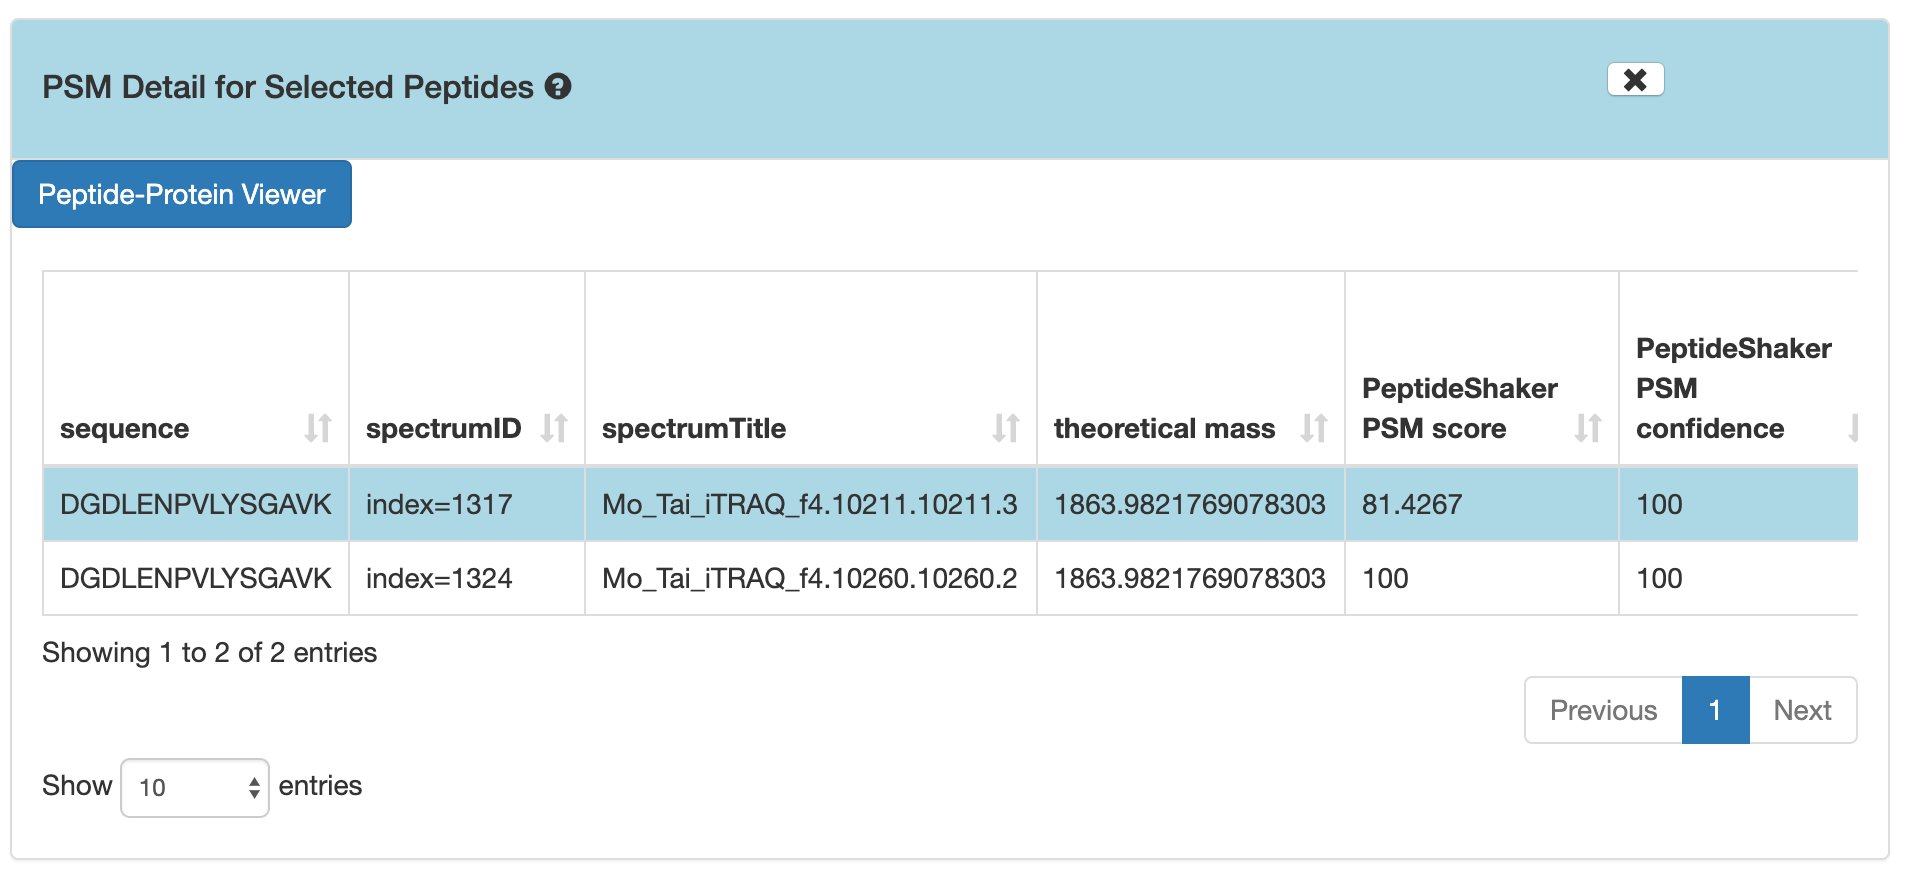 PSM Detail for Selected Peptides ?
Peptide-Protein Viewer
sequence spectrumID spectrumTitle theoretical mass PeptideShaker PSM score PeptideShaker PSM confidence
DGDLENPVLYSGAVK index=1317 Mo_Tai_iTRAQ_f4.10211.10211.3 1863.9821769078303 81.4267 100
DGDLENPVLYSGAVK index=1324 Mo_Tai_iTRAQ_f4.10260.10260.2 1863.9821769078303 100 100
Showing 1 to 2 of 2 entries
Previous 1 Next
Show 10 entries